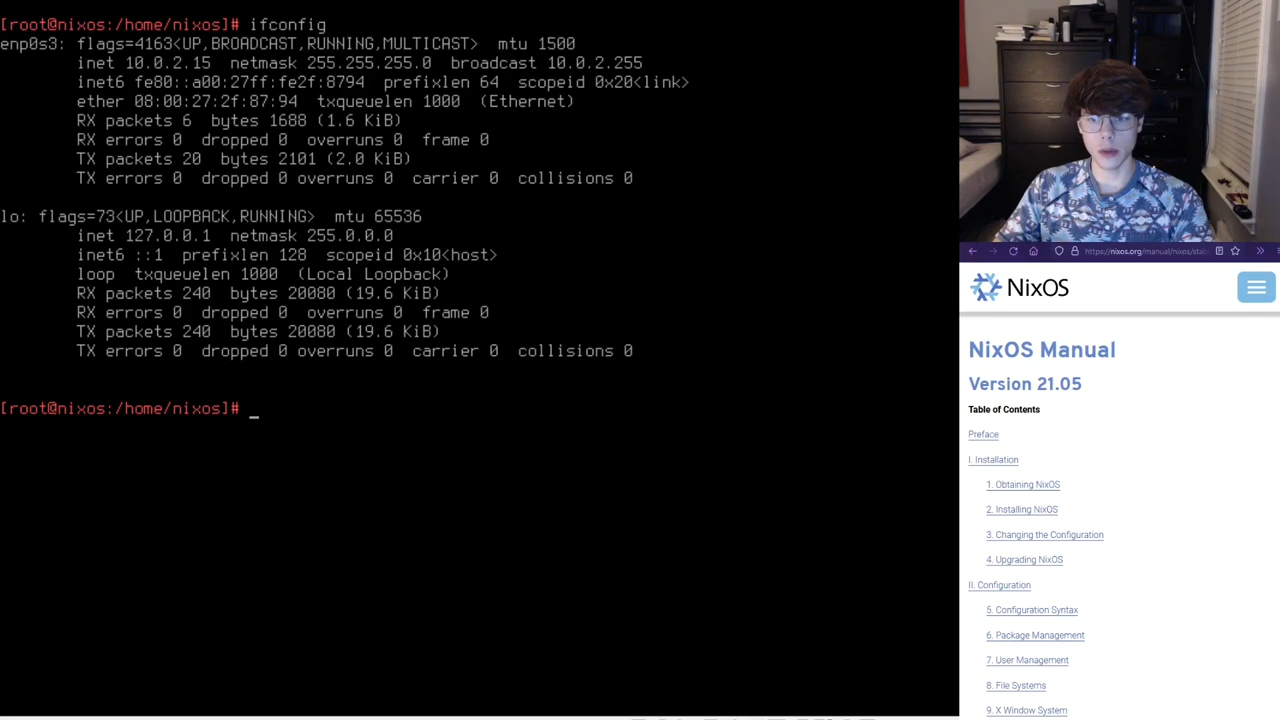 [root@nixos:/home/nixos]# ifconfig
enp0s3: flags=4163<UP,BROADCAST,RUNNING,MULTICAST>  mtu 1500
        inet 10.0.2.15  netmask 255.255.255.0  broadcast 10.0.2.255
        inet6 fe80::a00:27ff:fe2f:8794  prefixlen 64  scopeid 0x20<link>
        ether 08:00:27:2f:87:94  txqueuelen 1000  (Ethernet)
        RX packets 6  bytes 1688 (1.6 KiB)
        RX errors 0  dropped 0  overruns 0  frame 0
        TX packets 20  bytes 2101 (2.0 KiB)
        TX errors 0  dropped 0 overruns 0  carrier 0  collisions 0
lo: flags=73<UP,LOOPBACK,RUNNING>  mtu 65536
        inet 127.0.0.1  netmask 255.0.0.0
        inet6 ::1  prefixlen 128  scopeid 0x10<host>
        loop  txqueuelen 1000  (Local Loopback)
        RX packets 240  bytes 20080 (19.6 KiB)
        RX errors 0  dropped 0  overruns 0  frame 0
        TX packets 240  bytes 20080 (19.6 KiB)
        TX errors 0  dropped 0 overruns 0  carrier 0  collisions 0
[root@nixos:/home/nixos]# _
https://nixos.org/manual/nixos/stab
NixOS
NixOS Manual
Version 21.05
Table of Contents
Preface
I. Installation
1. Obtaining NixOS
2. Installing NixOS
3. Changing the Configuration
4. Upgrading NixOS
II. Configuration
5. Configuration Syntax
6. Package Management
7. User Management
8. File Systems
9. X Window System